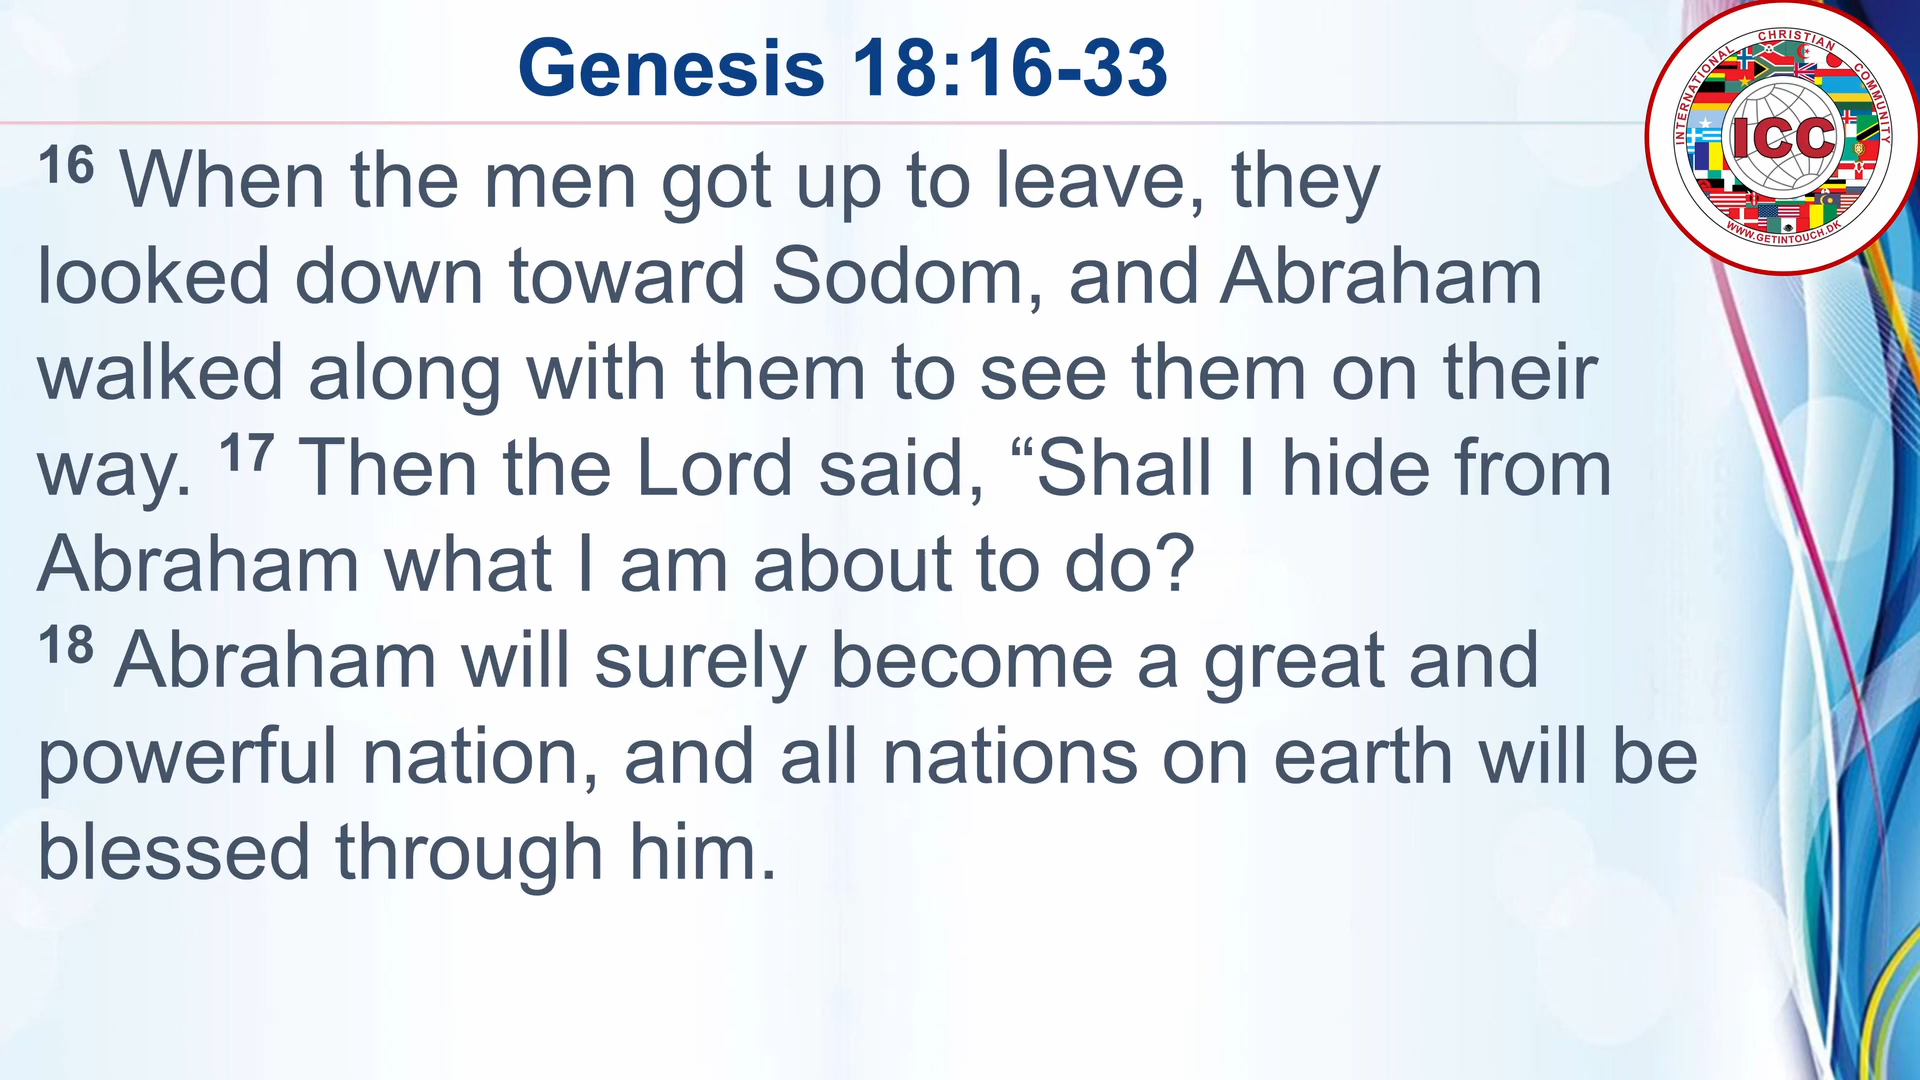 Genesis 18:16-33
INTERNATIONAL CHRISTIAN COMMUNITY
ICC
WWW.GETINTOUCH.DK
16 When the men got up to leave, they
looked down toward Sodom, and Abraham
walked along with them to see them on their
way. 17 Then the Lord said, “Shall I hide from
Abraham what I am about to do?
18 Abraham will surely become a great and
powerful nation, and all nations on earth will be
blessed through him.